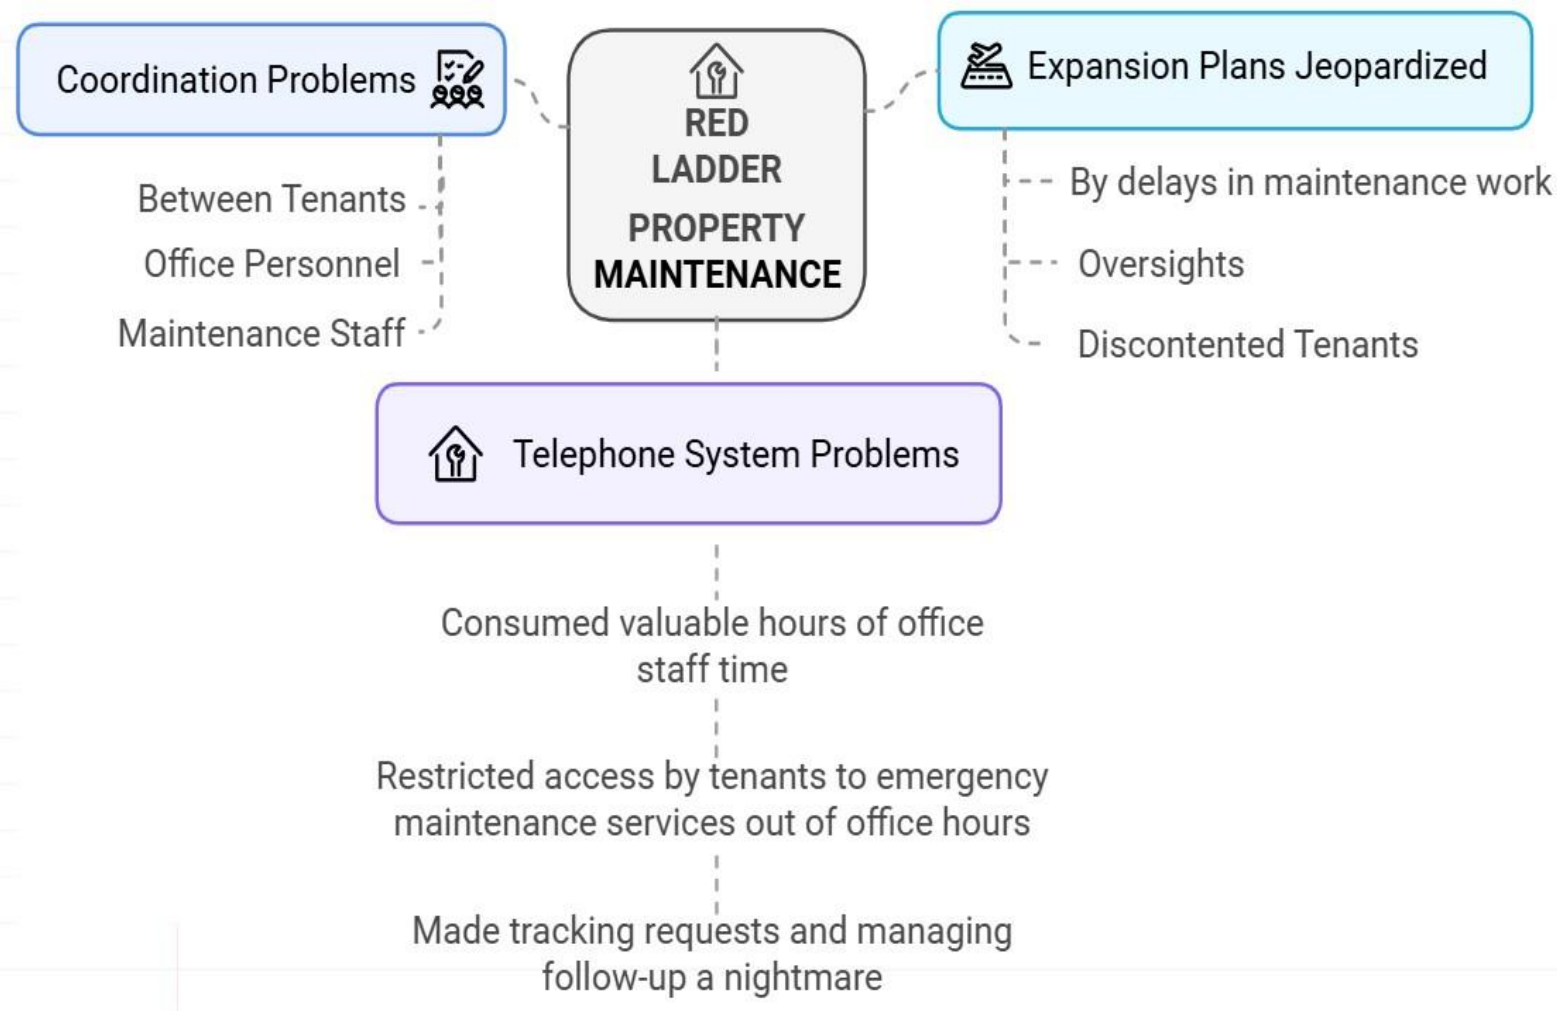 Coordination Problems
Between Tenants
Office Personnel
Maintenance Staff
RED
LADDER
PROPERTY
MAINTENANCE
Expansion Plans Jeopardized
By delays in maintenance work
Oversights
Discontented Tenants
Telephone System Problems
Consumed valuable hours of office
staff time
Restricted access by tenants to emergency
maintenance services out of office hours
Made tracking requests and managing
follow-up a nightmare